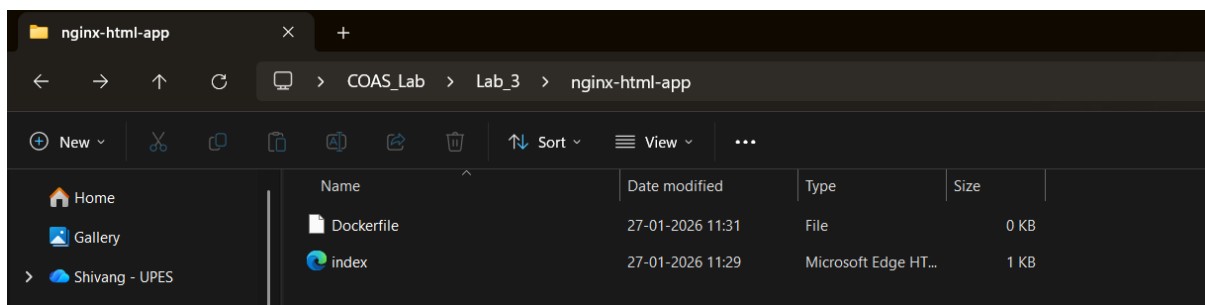 nginx-html-app
COAS_Lab > Lab_3 > nginx-html-app
New Sort View
Name Date modified Type Size
Home
Dockerfile 27-01-2026 11:31 File 0 KB
Gallery
index 27-01-2026 11:29 Microsoft Edge HT... 1 KB
Shivang - UPES